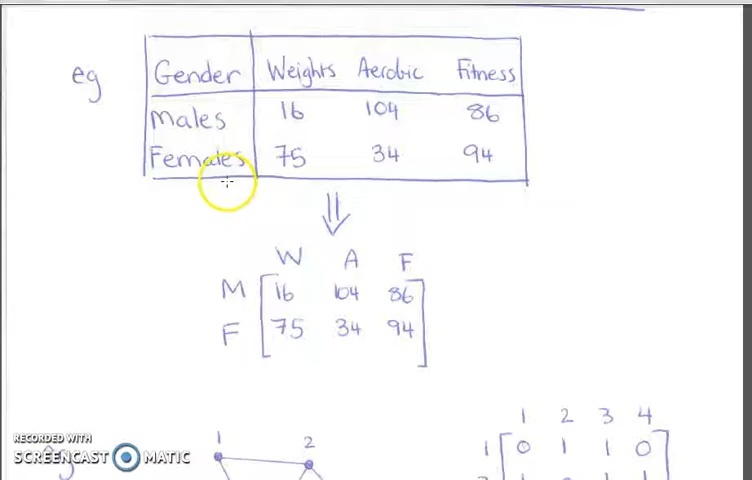 eg
Gender Weights Aerobic Fitness
Males 16 104 86
Females 75 34 94
W A F
M 16 104 86
F 75 34 94
1 2 3 4
1 0 1 1 0
1 2
RECORDED WITH
SCREENCAST MATIC